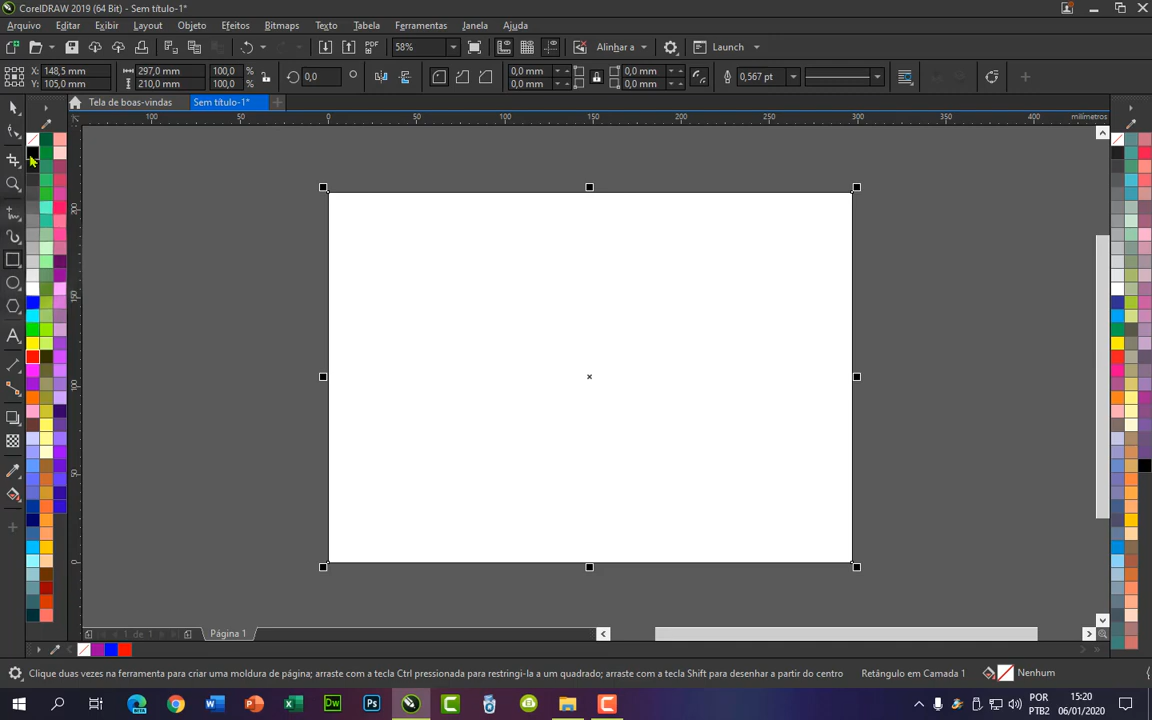 CorelDRAW 2019 (64 Bit) - Sem título-1*
Arquivo Editar Exibir Layout Objeto Efeitos Bitmaps Texto Tabela Ferramentas Janela Ajuda
PDF 58% Alinhar a Launch
X: 148,5 mm 297,0 mm 100,0 % 0,0 ° 0,0 mm 0,0 mm 0,567 pt
Y: 105,0 mm 210,0 mm 100,0 % 0,0 mm 0,0 mm
Tela de boas-vindas Sem título-1*
100 50 0 50 100 150 200 250 300 350 400 milímetros
200
150
100
50
0
1 de 1 Página 1
Clique duas vezes na ferramenta para criar uma moldura de página; arraste com a tecla Ctrl pressionada para restringi-la a um quadrado; arraste com a tecla Shift para desenhar a partir do centro Retângulo em Camada 1 Nenhum
Dw Ps
POR 15:20
PTB2 06/01/2020